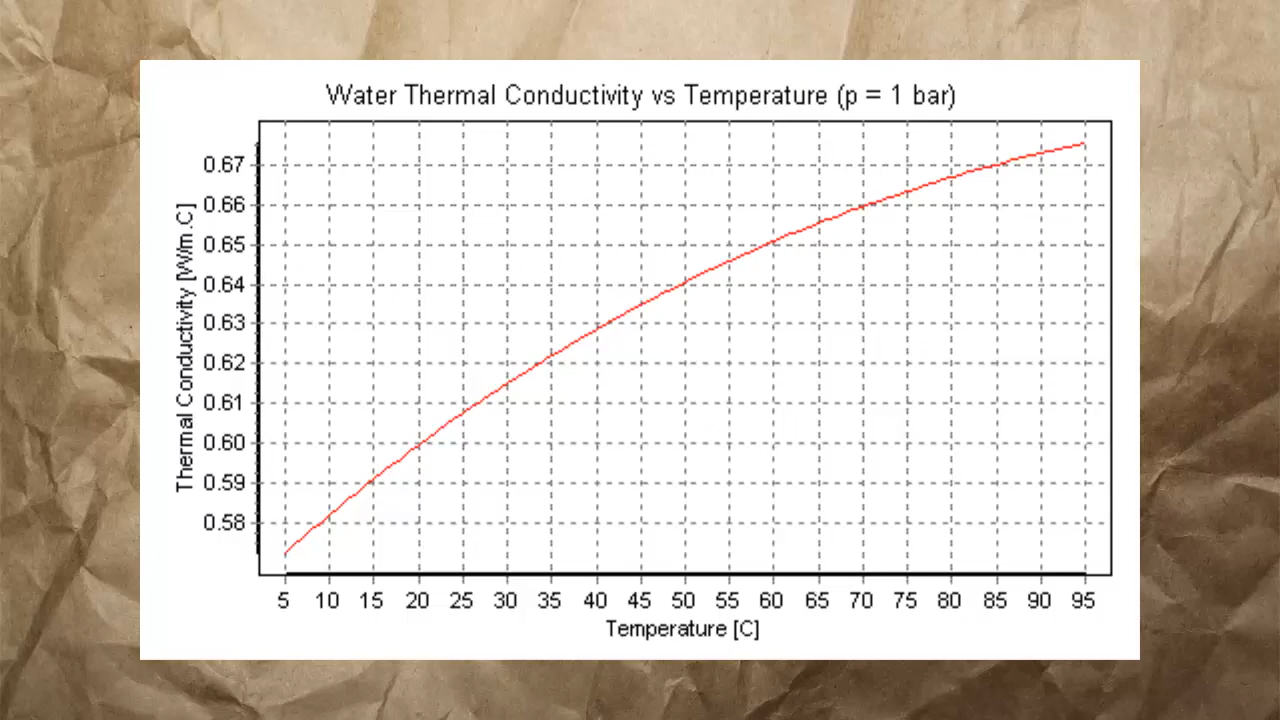 Water Thermal Conductivity vs Temperature (p = 1 bar)
Thermal Conductivity [W/m.C]
0.67
0.66
0.65
0.64
0.63
0.62
0.61
0.60
0.59
0.58
5 10 15 20 25 30 35 40 45 50 55 60 65 70 75 80 85 90 95
Temperature [C]